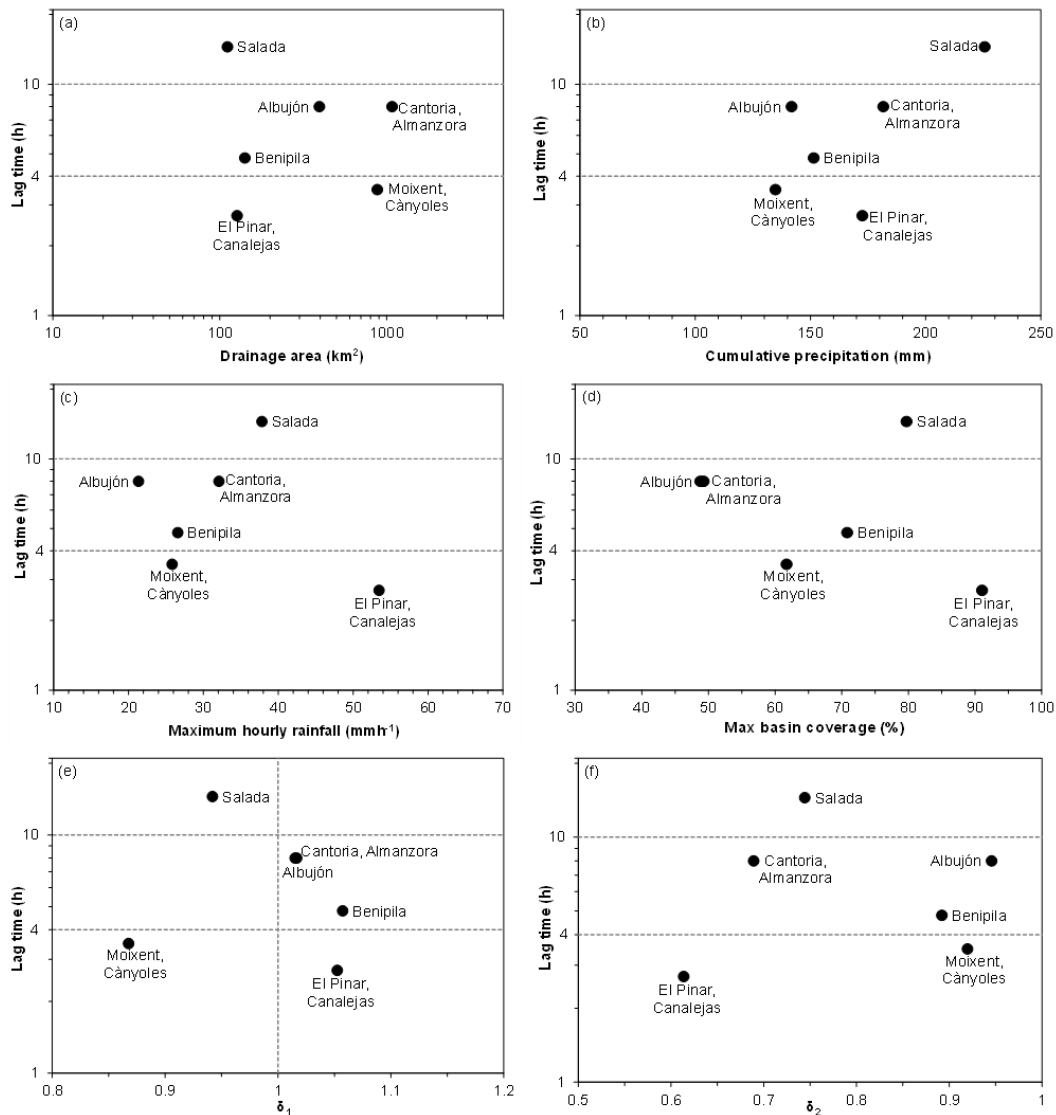 (a)
Salada
10
Albujón
Cantoria,
Almanzora
Benipila
4
Moixent,
Cànyoles
El Pinar,
Canalejas
1
10
100
1000
Lag time (h)
Drainage area (km²)
(b)
Salada
10
Albujón
Cantoria,
Almanzora
Benipila
4
Moixent,
Cànyoles
El Pinar,
Canalejas
1
50
100
150
200
250
Lag time (h)
Cumulative precipitation (mm)
(c)
Salada
10
Albujón
Cantoria,
Almanzora
Benipila
4
Moixent,
Cànyoles
El Pinar,
Canalejas
1
10
20
30
40
50
60
70
Lag time (h)
Maximum hourly rainfall (mmh⁻¹)
(d)
Salada
10
Albujón
Cantoria,
Almanzora
Benipila
4
Moixent,
Cànyoles
El Pinar,
Canalejas
1
30
40
50
60
70
80
90
100
Lag time (h)
Max basin coverage (%)
(e)
Salada
10
Cantoria, Almanzora
Albujón
Benipila
4
Moixent,
Cànyoles
El Pinar,
Canalejas
1
0.8
0.9
1
1.1
1.2
Lag time (h)
δ₁
(f)
Salada
10
Cantoria,
Almanzora
Albujón
Benipila
4
Moixent,
Cànyoles
El Pinar,
Canalejas
1
0.5
0.6
0.7
0.8
0.9
1
Lag time (h)
δ₂